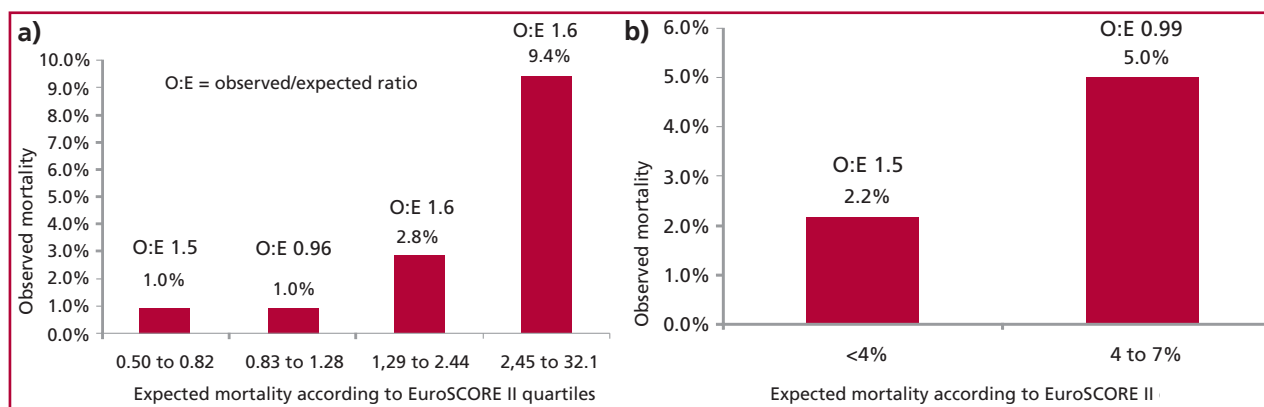 a)
O:E = observed/expected ratio
Observed mortality
10.0%
9.0%
8.0%
7.0%
6.0%
5.0%
4.0%
3.0%
2.0%
1.0%
0.0%
O:E 1.5
1.0%
O:E 0.96
1.0%
O:E 1.6
2.8%
O:E 1.6
9.4%
0.50 to 0.82 0.83 to 1.28 1,29 to 2.44 2,45 to 32.1
Expected mortality according to EuroSCORE II quartiles
b)
Observed mortality
6.0%
5.0%
4.0%
3.0%
2.0%
1.0%
0.0%
O:E 1.5
2.2%
O:E 0.99
5.0%
<4% 4 to 7%
Expected mortality according to EuroSCORE II